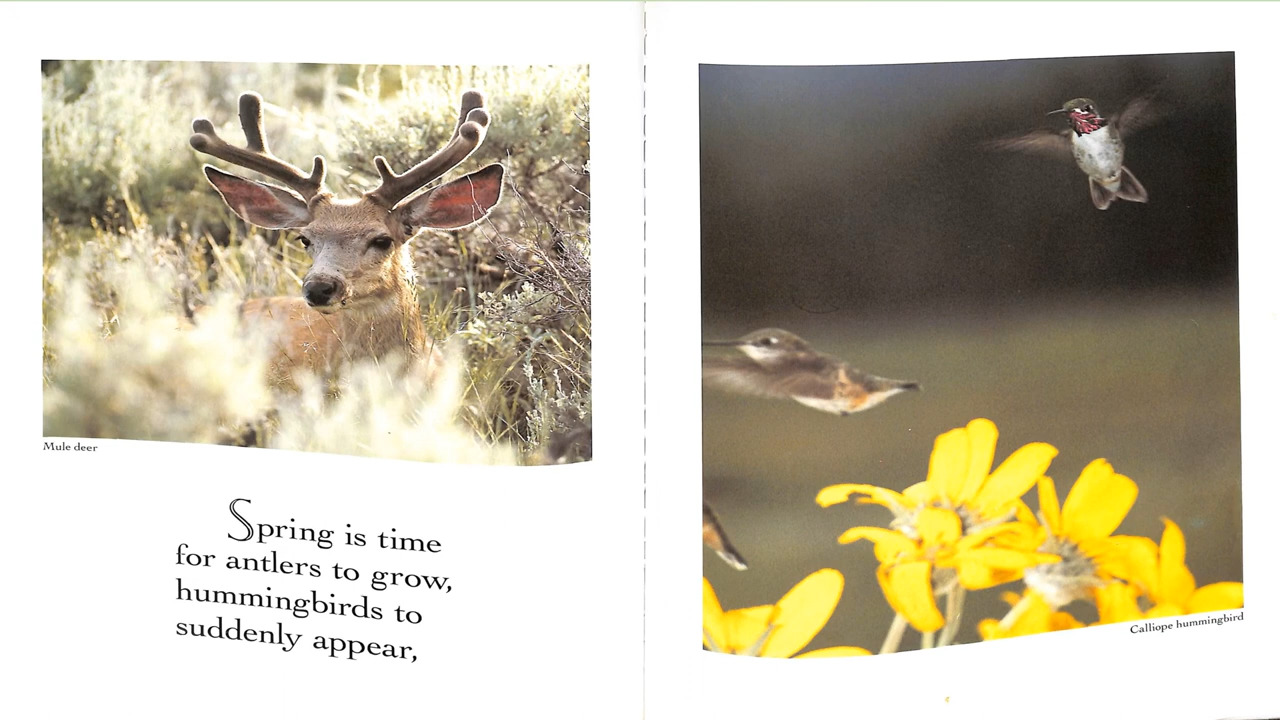 Mule deer
Spring is time
for antlers to grow,
hummingbirds to
suddenly appear,
Calliope hummingbird